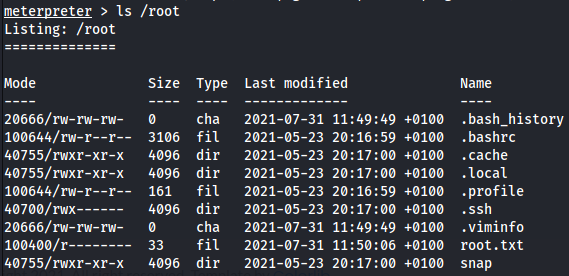 meterpreter > ls /root
Listing: /root
==============
Mode Size Type Last modified Name
---- ---- ---- ------------- ----
20666/rw-rw-rw- 0 cha 2021-07-31 11:49:49 +0100 .bash_history
100644/rw-r--r-- 3106 fil 2021-05-23 20:16:59 +0100 .bashrc
40755/rwxr-xr-x 4096 dir 2021-05-23 20:17:00 +0100 .cache
40755/rwxr-xr-x 4096 dir 2021-05-23 20:17:00 +0100 .local
100644/rw-r--r-- 161 fil 2021-05-23 20:16:59 +0100 .profile
40700/rwx------ 4096 dir 2021-05-23 20:17:00 +0100 .ssh
20666/rw-rw-rw- 0 cha 2021-07-31 11:49:49 +0100 .viminfo
100400/r-------- 33 fil 2021-07-31 11:50:06 +0100 root.txt
40755/rwxr-xr-x 4096 dir 2021-05-23 20:17:00 +0100 snap